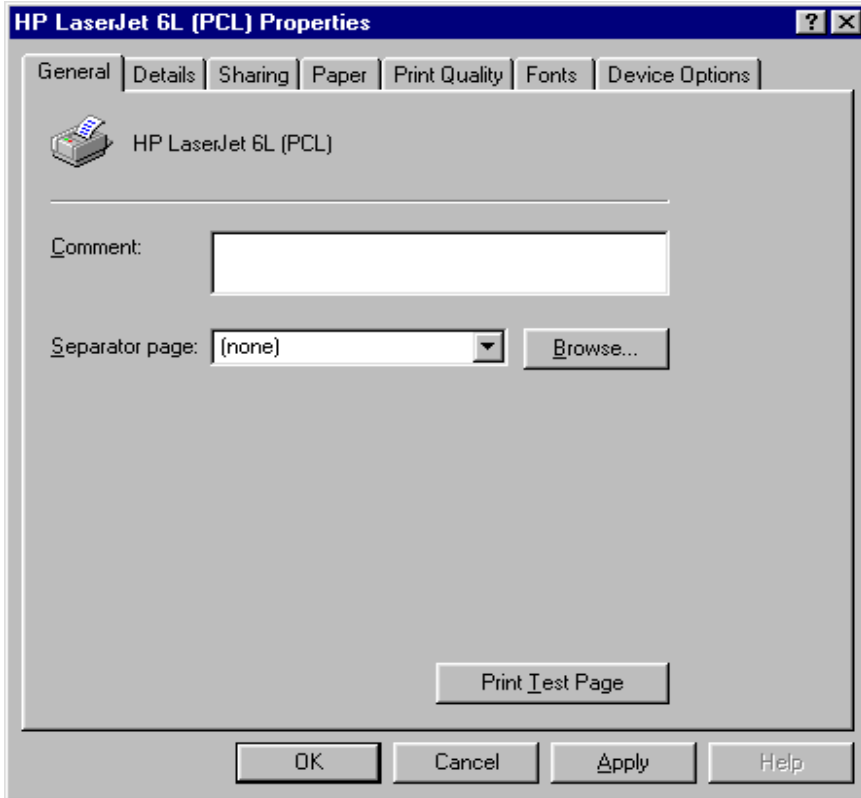 HP LaserJet 6L (PCL) Properties
General Details Sharing Paper Print Quality Fonts Device Options
HP LaserJet 6L (PCL)
Comment:
Separator page: (none) Browse...
Print Test Page
OK Cancel Apply Help